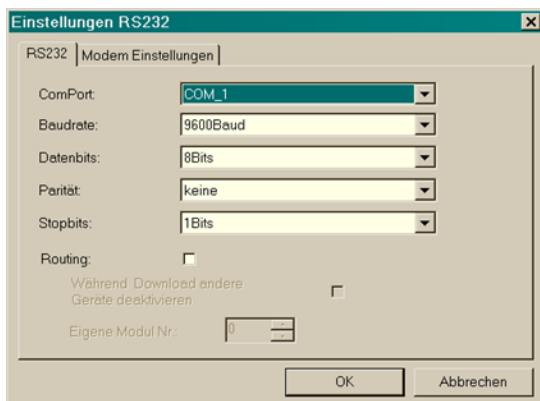 Einstellungen RS232
RS232 Modem Einstellungen
ComPort: COM_1
Baudrate: 9600Baud
Datenbits: 8Bits
Parität: keine
Stopbits: 1Bits
Routing:
Während Download andere
Geräte deaktivieren
Eigene Modul Nr.: 0
OK Abbrechen